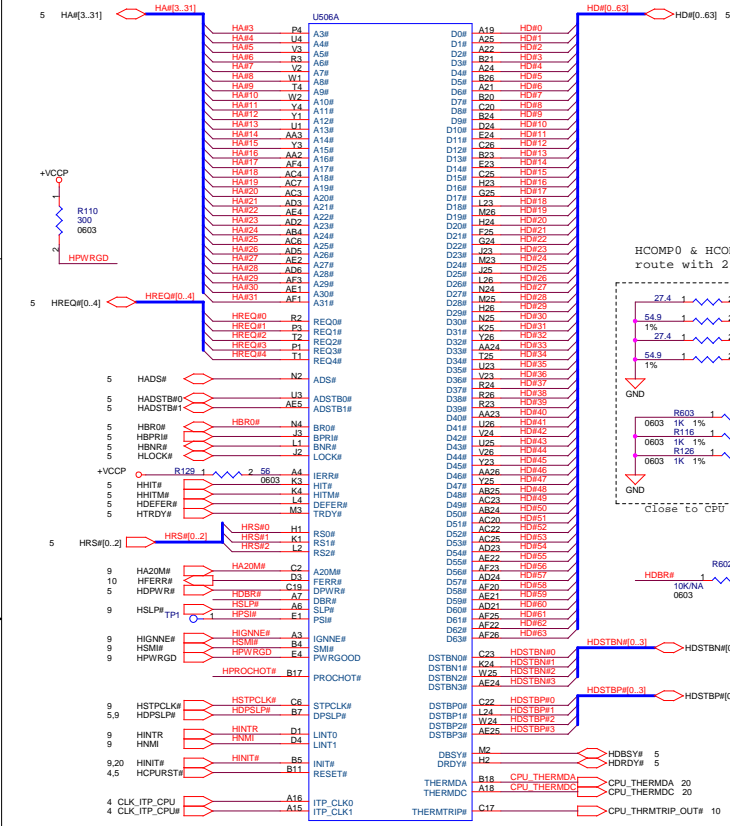 5 HA#[3..31] HA#[3..31] U506A HD#[0..63] HD#[0..63] 5
HA#3 P4 A3# D0# A19 HD#0
HA#4 U4 A4# D1# A25 HD#1
HA#5 V3 A5# D2# A22 HD#2
HA#6 R3 A6# D3# B21 HD#3
HA#7 V2 A7# D4# A24 HD#4
HA#8 W1 A8# D5# B26 HD#5
HA#9 T4 A9# D6# A21 HD#6
HA#10 W2 A10# D7# B20 HD#7
HA#11 Y4 A11# D8# C20 HD#8
HA#12 Y1 A12# D9# B24 HD#9
HA#13 U1 A13# D10# D24 HD#10
HA#14 AA3 A14# D11# E24 HD#11
HA#15 Y3 A15# D12# C26 HD#12
HA#16 AA2 A16# D13# B23 HD#13
HA#17 AF4 A17# D14# E23 HD#14
HA#18 AC4 A18# D15# C25 HD#15
HA#19 AC7 A19# D16# H23 HD#16
HA#20 AC3 A20# D17# G25 HD#17
HA#21 AD3 A21# D18# L23 HD#18
HA#22 AE4 A22# D19# M26 HD#19
HA#23 AD2 A23# D20# H24 HD#20
HA#24 AB4 A24# D21# F25 HD#21
HA#25 AC6 A25# D22# G24 HD#22
HA#26 AD5 A26# D23# J23 HD#23
HA#27 AE2 A27# D24# M23 HD#24
HA#28 AD6 A28# D25# J25 HD#25
HA#29 AF3 A29# D26# L26 HD#26
HA#30 AE1 A30# D27# N24 HD#27
HA#31 AF1 A31# D28# M25 HD#28
D29# H26 HD#29
D30# N25 HD#30
D31# K25 HD#31
D32# Y26 HD#32
D33# AA24 HD#33
D34# T25 HD#34
D35# U23 HD#35
D36# V23 HD#36
D37# R24 HD#37
D38# R26 HD#38
D39# R23 HD#39
D40# AA23 HD#40
D41# U26 HD#41
D42# V24 HD#42
D43# U25 HD#43
D44# V26 HD#44
D45# Y23 HD#45
D46# AA26 HD#46
D47# Y25 HD#47
D48# AB25 HD#48
D49# AC23 HD#49
D50# AB24 HD#50
D51# AC20 HD#51
D52# AC22 HD#52
D53# AC25 HD#53
D54# AD23 HD#54
D55# AE22 HD#55
D56# AF23 HD#56
D57# AD24 HD#57
D58# AF20 HD#58
D59# AE21 HD#59
D60# AD21 HD#60
D61# AF25 HD#61
D62# AF22 HD#62
D63# AF26 HD#63
+VCCP
1
R110
300
0603
2
HPWRGD
5 HREQ#[0..4] HREQ#[0..4]
HREQ#0 R2 REQ0#
HREQ#1 P3 REQ1#
HREQ#2 T2 REQ2#
HREQ#3 P1 REQ3#
HREQ#4 T1 REQ4#
5 HADS# N2 ADS#
5 HADSTB#0 U3 ADSTB0#
5 HADSTB#1 AE5 ADSTB1#
5 HBR0# HBR0# N4 BR0#
5 HBPRI# J3 BPRI#
5 HBNR# L1 BNR#
5 HLOCK# J2 LOCK#
+VCCP R129 1 2 56 0603 A4 IERR#
5 HHIT# K3 HIT#
5 HHITM# K4 HITM#
5 HDEFER# L4 DEFER#
5 HTRDY# M3 TRDY#
5 HRS#[0..2] HRS#[0..2]
HRS#0 H1 RS0#
HRS#1 K1 RS1#
HRS#2 L2 RS2#
9 HA20M# HA20M# C2 A20M#
10 HFERR# D3 FERR#
5 HDPWR# C19 DPWR#
HDBR# A7 DBR#
9 HSLP# HSLP# A6 SLP#
TP1 1 HPSI# E1 PSI#
9 HIGNNE# HIGNNE# A3 IGNNE#
9 HSMI# HSMI# B4 SMI#
9 HPWRGD HPWRGD E4 PWRGOOD
HPROCHOT# B17 PROCHOT#
9 HSTPCLK# HSTPCLK# C6 STPCLK#
5,9 HDPSLP# HDPSLP# B7 DPSLP#
9 HINTR HINTR D1 LINT0
9 HNMI HNMI D4 LINT1
9,20 HINIT# HINIT# B5 INIT#
4,5 HCPURST# B11 RESET#
4 CLK_ITP_CPU A16 ITP_CLK0
4 CLK_ITP_CPU# A15 ITP_CLK1
DSTBN0# C23 HDSTBN#0 HDSTBN#[0..3] HDSTBN#[0
DSTBN1# K24 HDSTBN#1
DSTBN2# W25 HDSTBN#2
DSTBN3# AE24 HDSTBN#3
DSTBP0# C22 HDSTBP#0 HDSTBP#[0..3] HDSTBP#[0
DSTBP1# L24 HDSTBP#1
DSTBP2# W24 HDSTBP#2
DSTBP3# AE25 HDSTBP#3
DBSY# M2 HDBSY# 5
DRDY# H2 HDRDY# 5
THERMDA B18 CPU_THERMDA CPU_THERMDA 20
THERMDC A18 CPU_THERMDC CPU_THERMDC 20
THERMTRIP# C17 CPU_THRMTRIP_OUT# 10
HCOMP0 & HCO
route with 2
27.4 1
54.9 1
1%
27.4 1
54.9 1
1%
GND
R603 1
0603 1K 1%
R116 1
0603 1K 1%
R126 1
0603 1K 1%
GND
Close to CPU
R602
HDBR# 1
10K/NA
0603